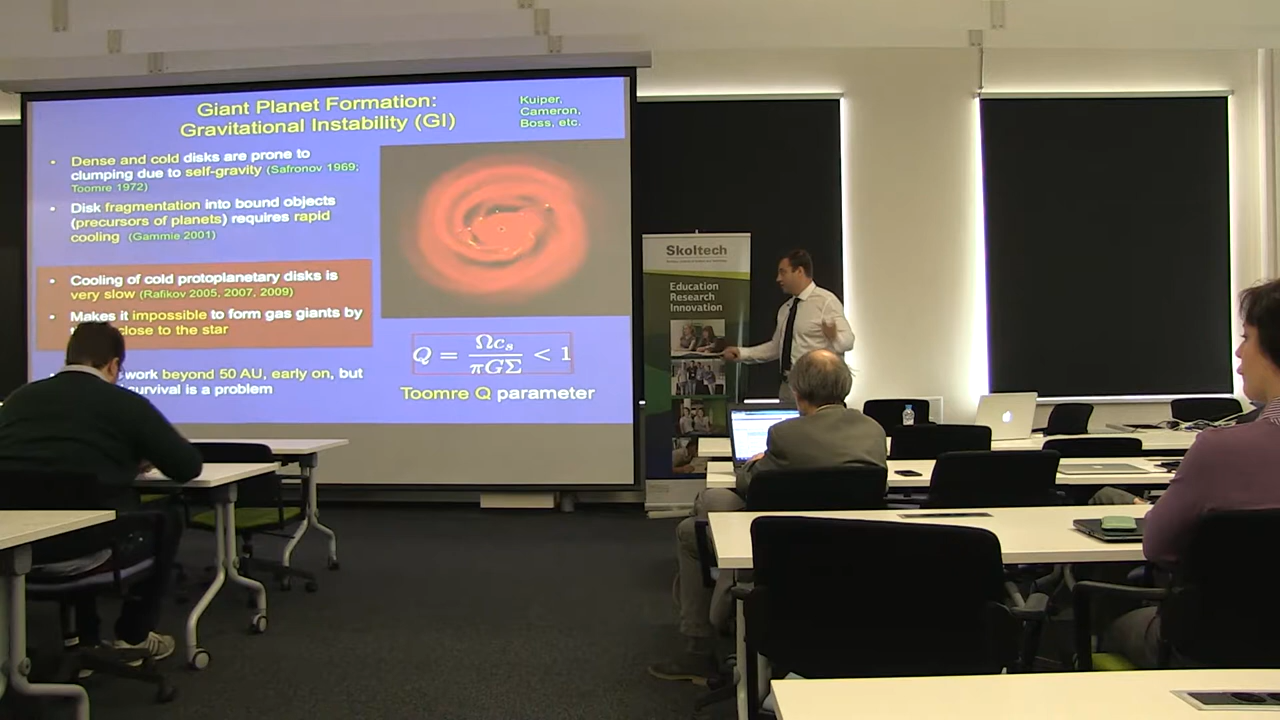 Giant Planet Formation:
Gravitational Instability (GI)
Kuiper,
Cameron,
Boss, etc.
• Dense and cold disks are prone to
clumping due to self-gravity (Safronov 1969;
Toomre 1972)
• Disk fragmentation into bound objects
(precursors of planets) requires rapid
cooling (Gammie 2001)
• Cooling of cold protoplanetary disks is
very slow (Rafikov 2005, 2007, 2009)
• Makes it impossible to form gas giants by
close to the star
work beyond 50 AU, early on, but
survival is a problem
Q = Ωc_s / πGΣ < 1
Toomre Q parameter
Skoltech
Education
Research
Innovation